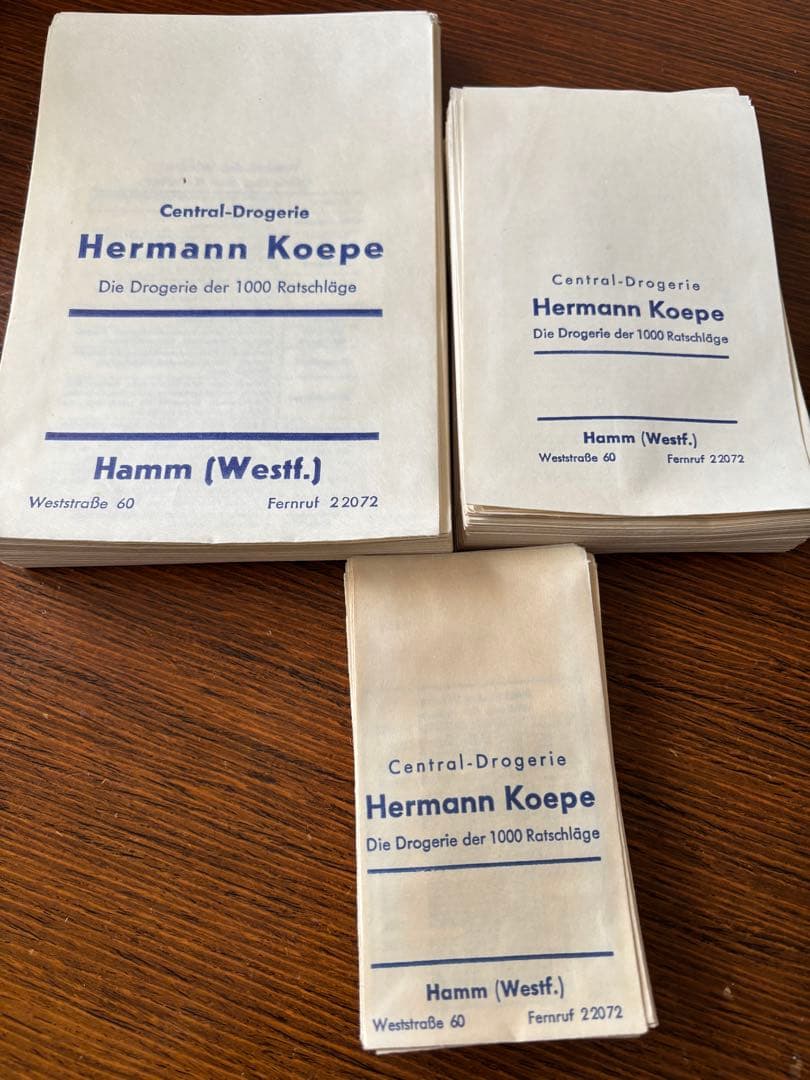 Central-Drogerie
Hermann Koepe
Die Drogerie der 1000 Ratschläge
Hamm (Westf.)
Weststraße 60 Fernruf 22072
Central-Drogerie
Hermann Koepe
Die Drogerie der 1000 Ratschläge
Hamm (Westf.)
Weststraße 60 Fernruf 22072
Central-Drogerie
Hermann Koepe
Die Drogerie der 1000 Ratschläge
Hamm (Westf.)
Weststraße 60 Fernruf 22072